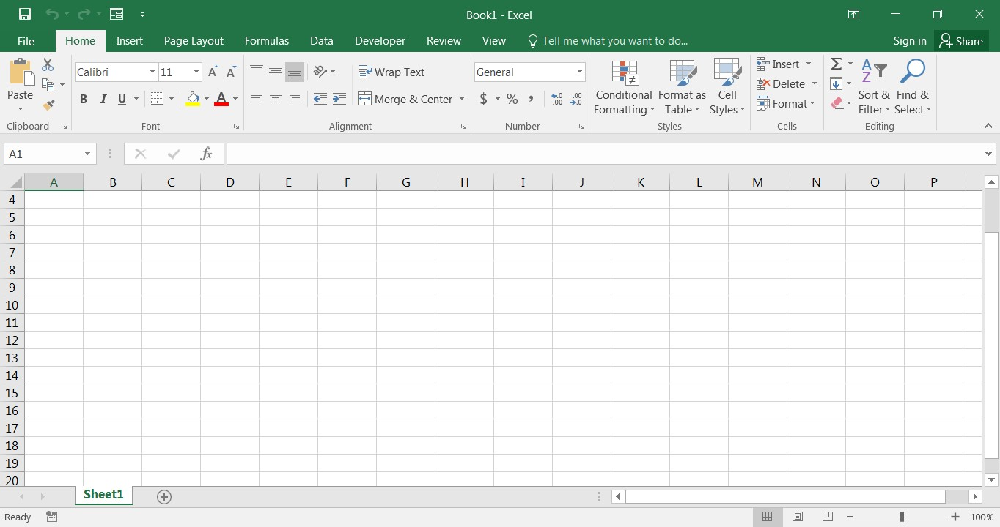 Book1 - Excel
File Home Insert Page Layout Formulas Data Developer Review View Tell me what you want to do... Sign in Share
Paste
Clipboard
Calibri 11
B I U A
Font
Wrap Text
Merge & Center
Alignment
General
$ % ,
Number
Conditional Formatting
Format as Table
Cell Styles
Styles
Insert
Delete
Format
Cells
Σ
Sort & Filter
Find & Select
Editing
A1 fx
A B C D E F G H I J K L M N O P
4
5
6
7
8
9
10
11
12
13
14
15
16
17
18
19
20
Sheet1
Ready 100%